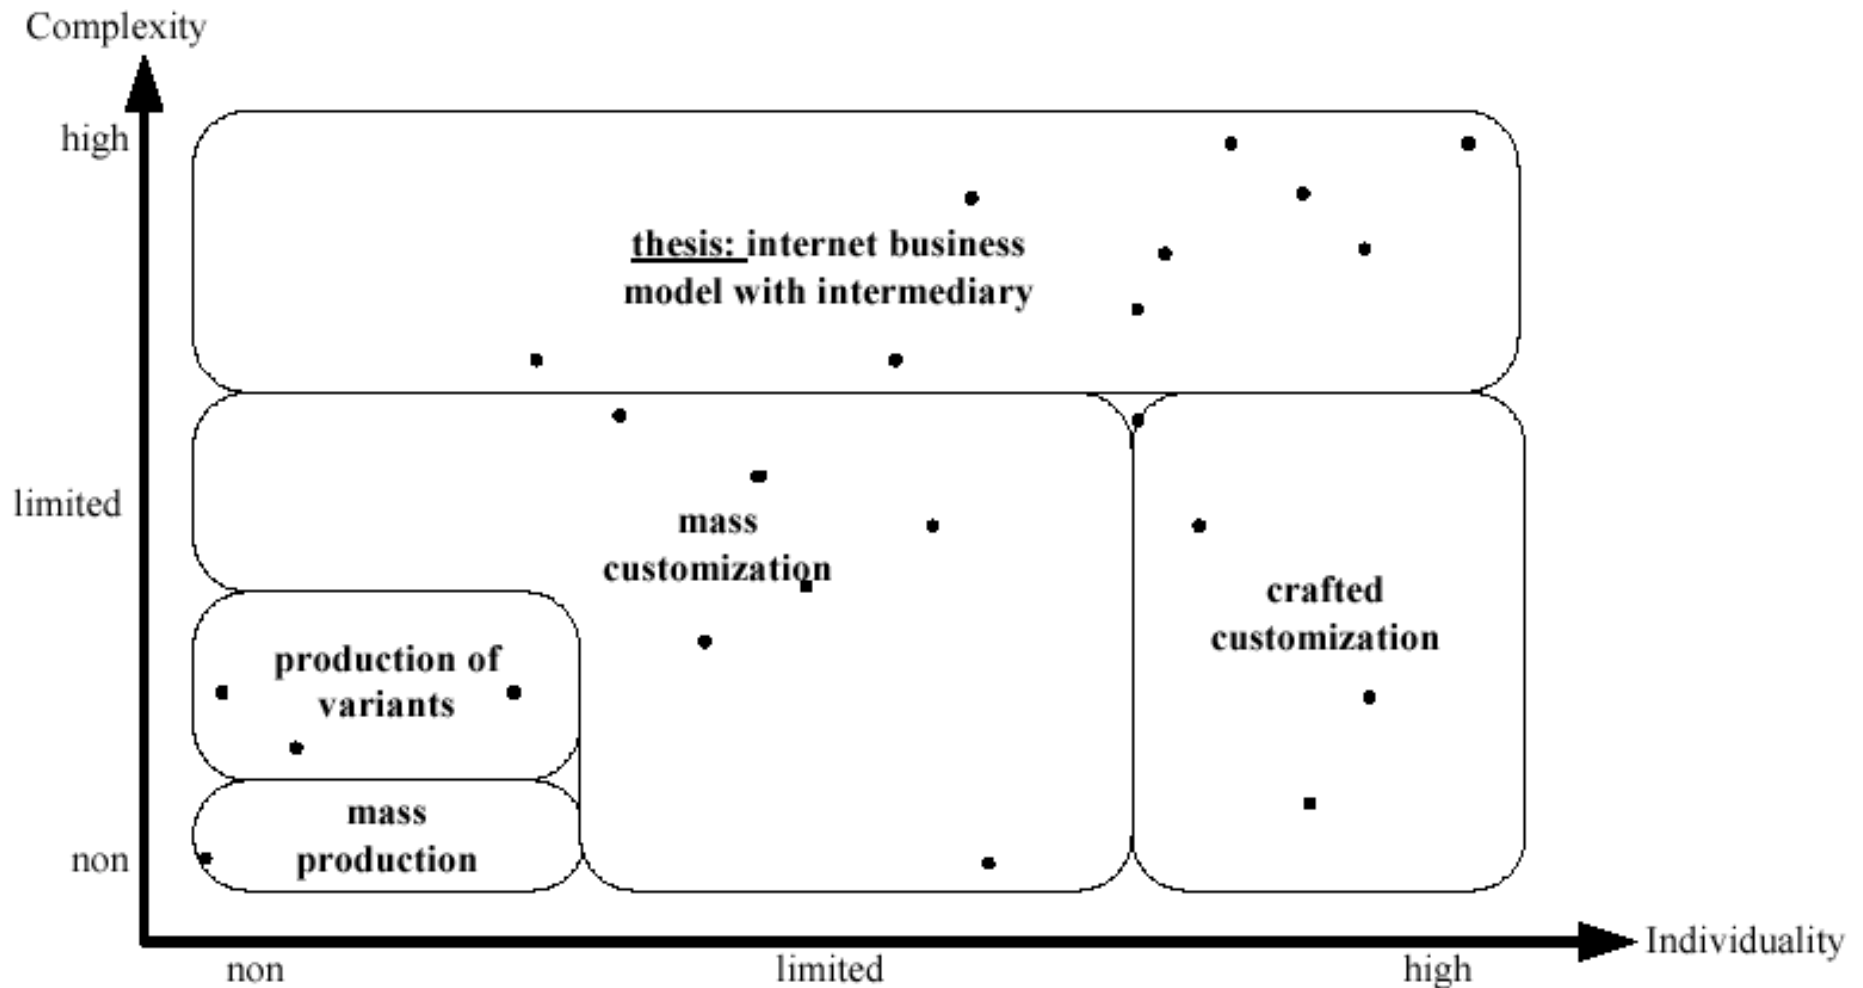 Complexity
high
thesis: internet business
model with intermediary
limited
mass
customization
crafted
customization
production of
variants
mass
production
non
Individuality
non
limited
high